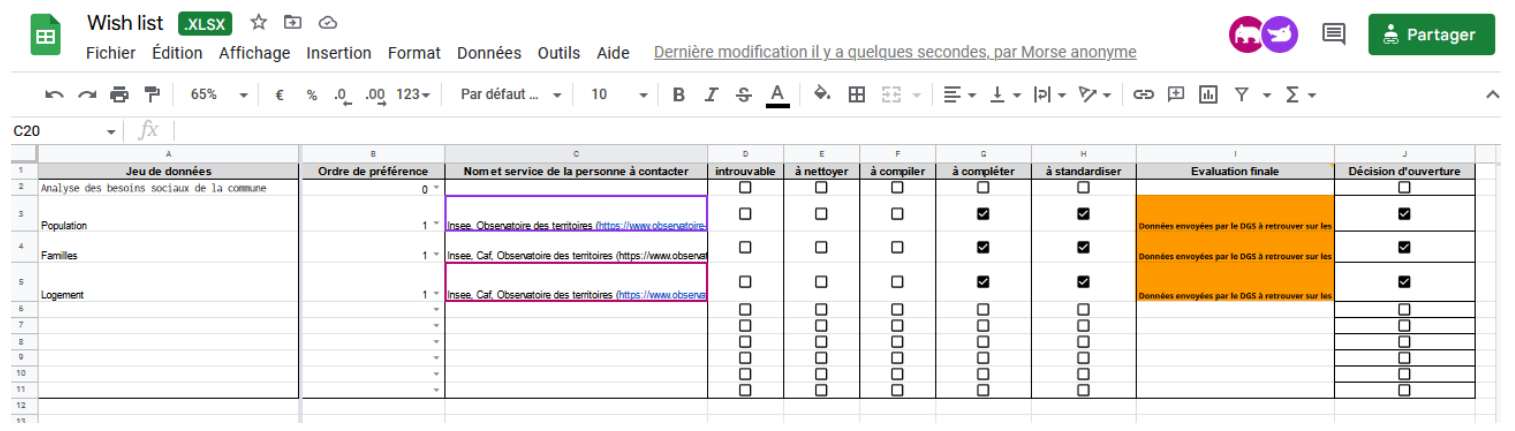 Wish list .XLSX
Fichier Édition Affichage Insertion Format Données Outils Aide Dernière modification il y a quelques secondes, par Morse anonyme
Partager
65% € % .0 .00 123 Par défaut ... 10 B I S A
C20 fx
A B C D E F G H I J
1 Jeu de données Ordre de préférence Nom et service de la personne à contacter introuvable à nettoyer à compiler à compléter à standardiser Evaluation finale Décision d'ouverture
2 Analyse des besoins sociaux de la commune 0
3 Population 1 Insee, Observatoire des territoires (https://www.observatoire- Données envoyées par le DGS à retrouver sur les
4 Familles 1 Insee, Caf, Observatoire des territoires (https://www.observat Données envoyées par le DGS à retrouver sur les
5 Logement 1 Insee, Caf, Observatoire des territoires (https://www.observa Données envoyées par le DGS à retrouver sur les
6
7
8
9
10
11
12
13